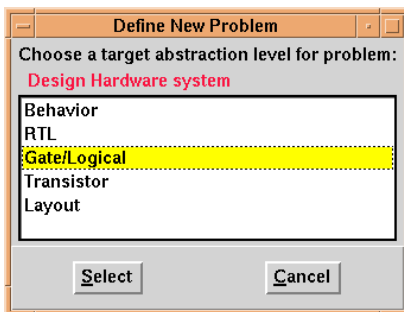 Define New Problem
Choose a target abstraction level for problem:
Design Hardware system
Behavior
RTL
Gate/Logical
Transistor
Layout
Select Cancel